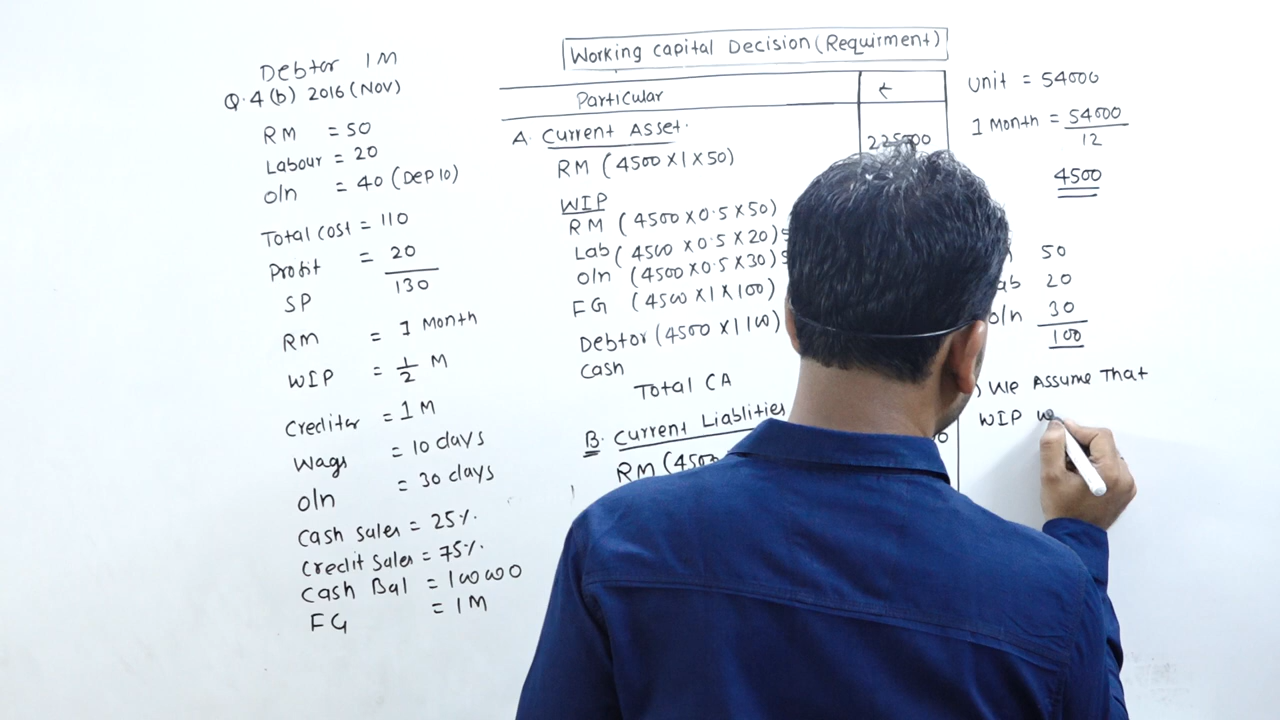 Working Capital Decision (Requirment)
Debtor 1M
Q.4 (b) 2016 (Nov)
RM = 50
Labour = 20
O/n = 40 (Dep 10)
Total cost = 110
Profit = 20
SP 130
RM = 1 Month
WIP = 1/2 M
Creditor = 1 M
Wags = 10 days
O/n = 30 days
Cash Sales = 25%.
Credit Sales = 75%.
Cash Bal = 100000
FG = 1M
Particular ₹
A. Current Asset.
RM (4500 X 1 X 50) 225000
WIP
RM (4500 X 0.5 X 50)
Lab (4500 X 0.5 X 20)
O/n (4500 X 0.5 X 30)
FG (4500 X 1 X 100)
Debtor (4500 X 1 100)
Cash
Total CA
B. Current Liablities
RM (4500
Unit = 54000
1 Month = 54000
12
4500
50
20
O/n 30
100
) We Assume That
WIP